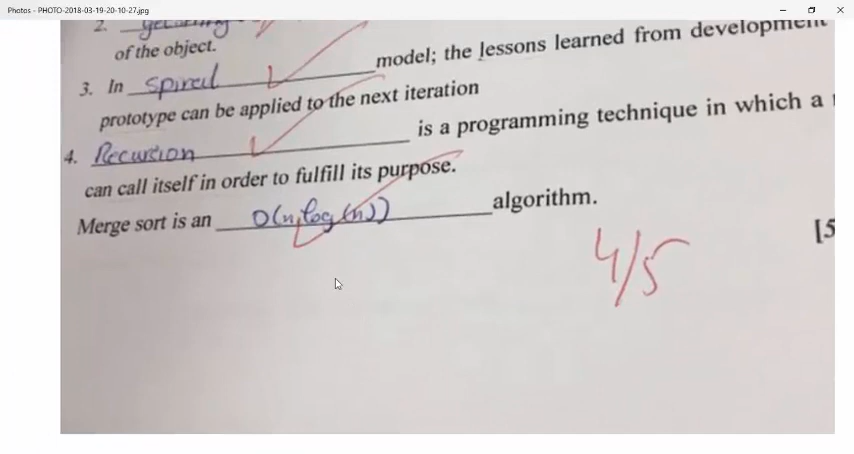 Photos - PHOTO-2018-03-19-20-10-27.jpg
2.
of the object.
3. In Spiral model; the lessons learned from development
prototype can be applied to the next iteration
4. Recursion is a programming technique in which a
can call itself in order to fulfill its purpose.
Merge sort is an O(n log(n)) algorithm.
[5
4/5